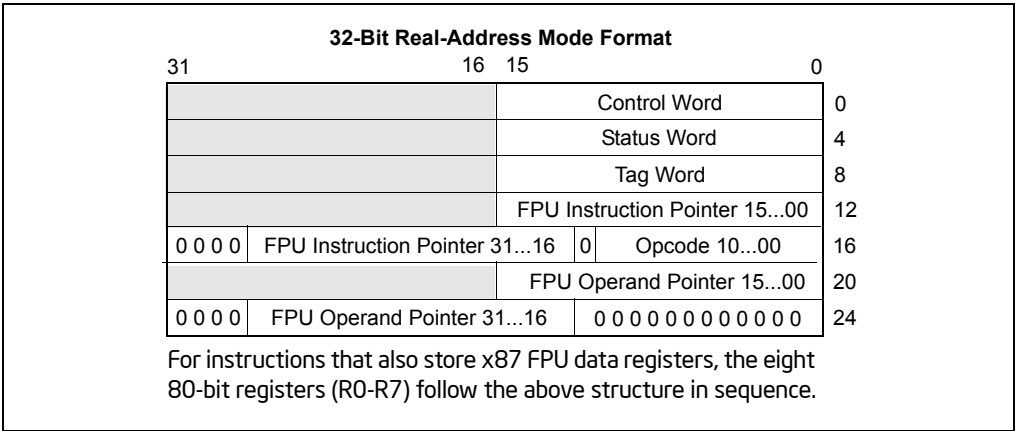 32-Bit Real-Address Mode Format
31 16 15 0
Control Word 0
Status Word 4
Tag Word 8
FPU Instruction Pointer 15...00 12
0 0 0 0 FPU Instruction Pointer 31...16 0 Opcode 10...00 16
FPU Operand Pointer 15...00 20
0 0 0 0 FPU Operand Pointer 31...16 0 0 0 0 0 0 0 0 0 0 0 0 24
For instructions that also store x87 FPU data registers, the eight
80-bit registers (R0-R7) follow the above structure in sequence.